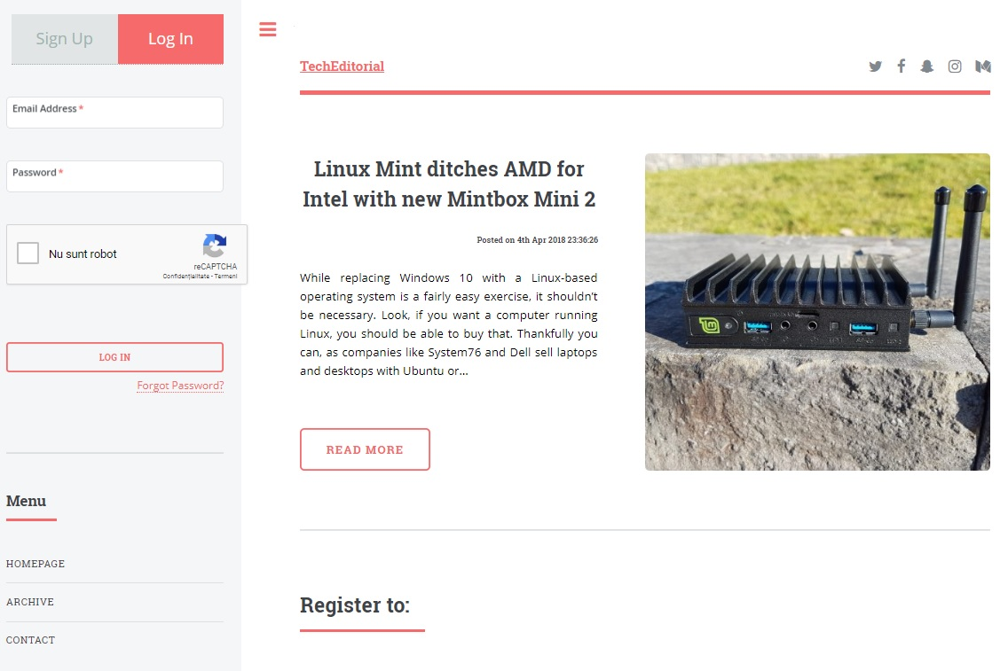 Sign Up
Log In
Email Address *
Password *
Nu sunt robot
reCAPTCHA
Confidențialitate - Termeni
LOG IN
Forgot Password?
Menu
HOMEPAGE
ARCHIVE
CONTACT
TechEditorial
Linux Mint ditches AMD for
Intel with new Mintbox Mini 2
Posted on 4th Apr 2018 23:36:26
While replacing Windows 10 with a Linux-based
operating system is a fairly easy exercise, it shouldn't
be necessary. Look, if you want a computer running
Linux, you should be able to buy that. Thankfully you
can, as companies like System76 and Dell sell laptops
and desktops with Ubuntu or...
READ MORE
Register to: